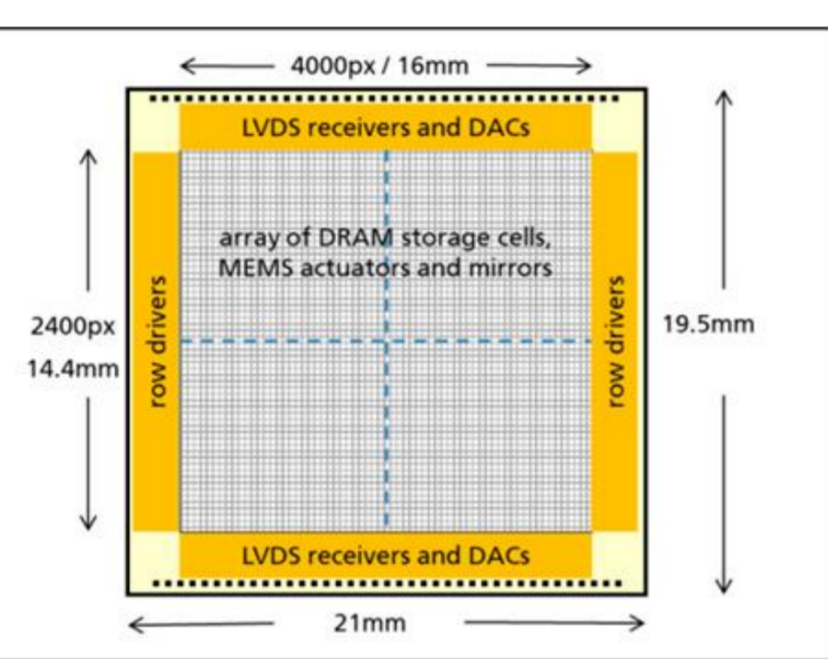 4000px / 16mm
LVDS receivers and DACs
array of DRAM storage cells,
MEMS actuators and mirrors
row drivers
2400px
14.4mm
row drivers
19.5mm
LVDS receivers and DACs
21mm